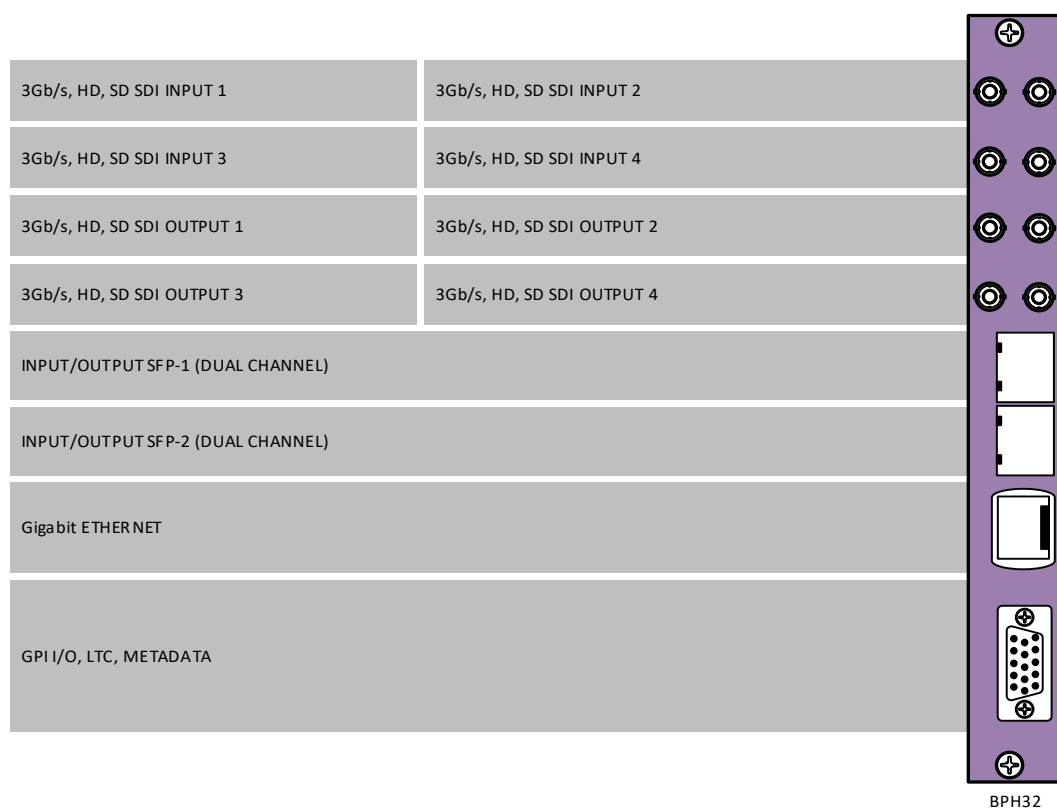 3Gb/s, HD, SD SDI INPUT 1
3Gb/s, HD, SD SDI INPUT 2
3Gb/s, HD, SD SDI INPUT 3
3Gb/s, HD, SD SDI INPUT 4
3Gb/s, HD, SD SDI OUTPUT 1
3Gb/s, HD, SD SDI OUTPUT 2
3Gb/s, HD, SD SDI OUTPUT 3
3Gb/s, HD, SD SDI OUTPUT 4
INPUT/OUTPUT SFP-1 (DUAL CHANNEL)
INPUT/OUTPUT SFP-2 (DUAL CHANNEL)
Gigabit ETHERNET
GPI I/O, LTC, METADATA
BPH32